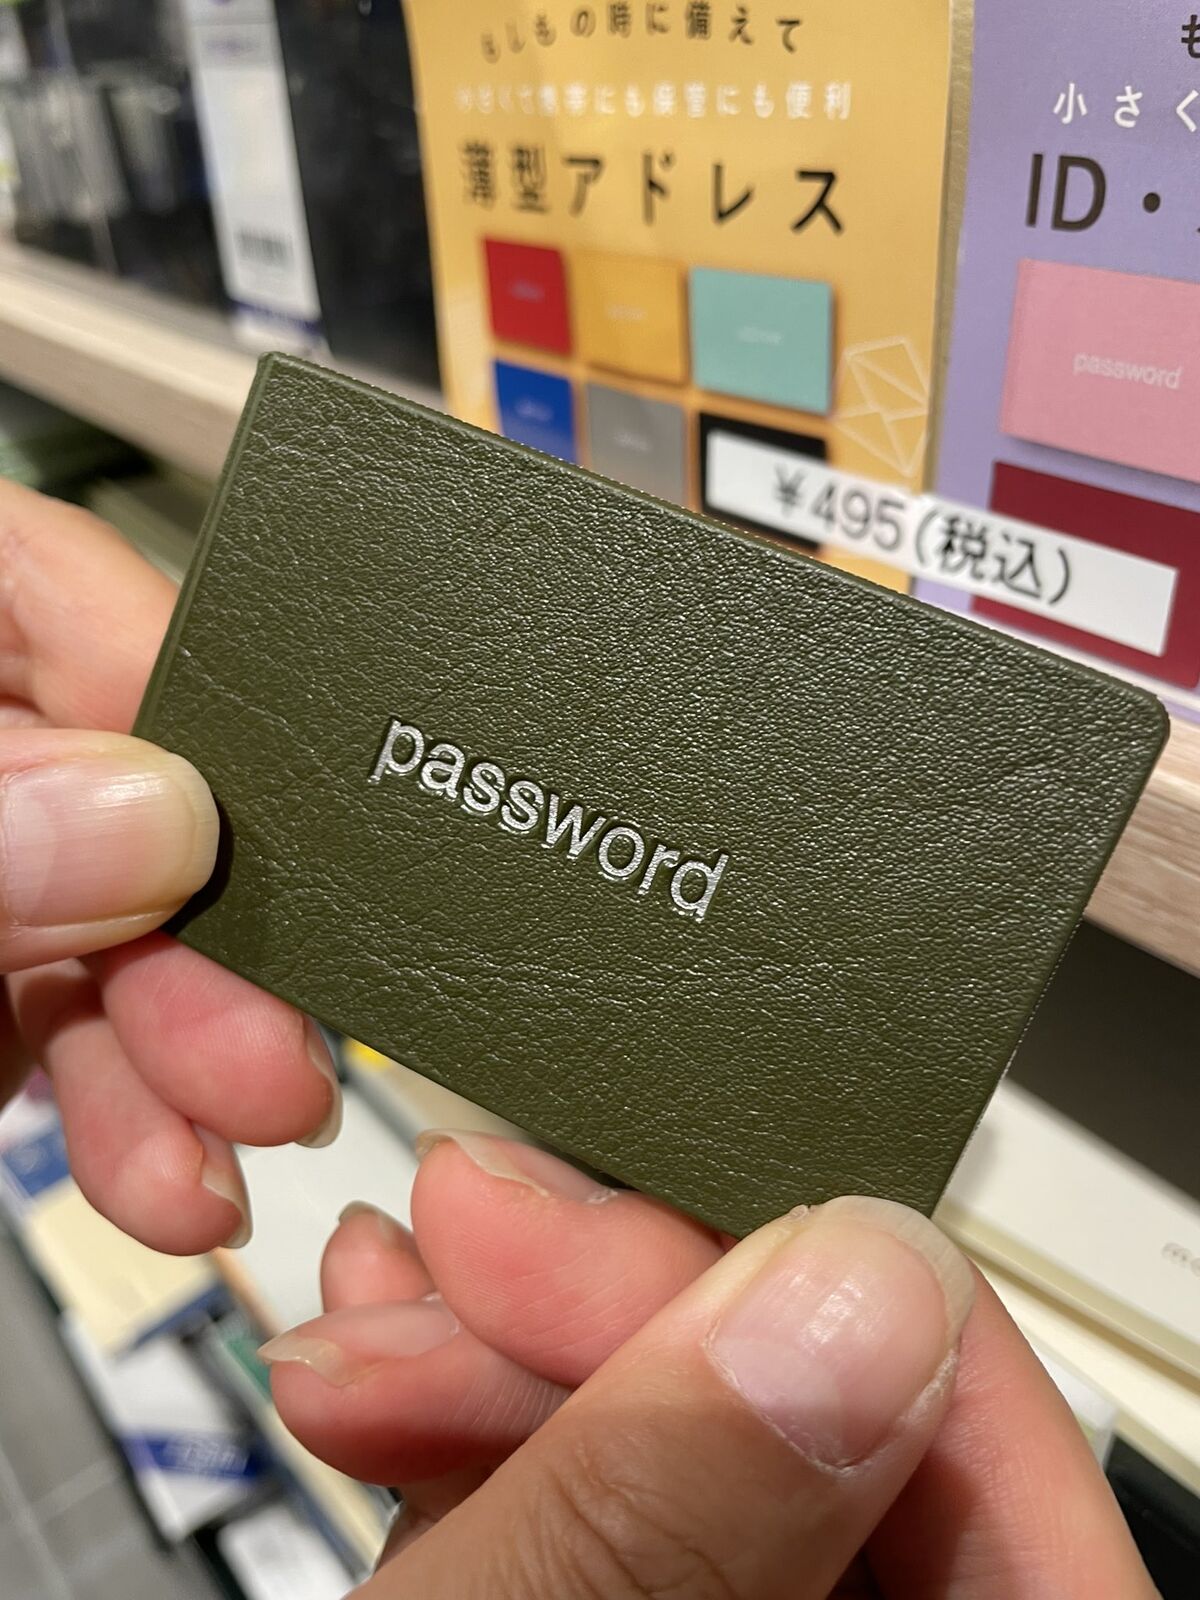 もしもの時に備えて
小さくて携帯にも保管にも便利
薄型アドレス
も
小さく
ID・
password
¥495(税込)
password